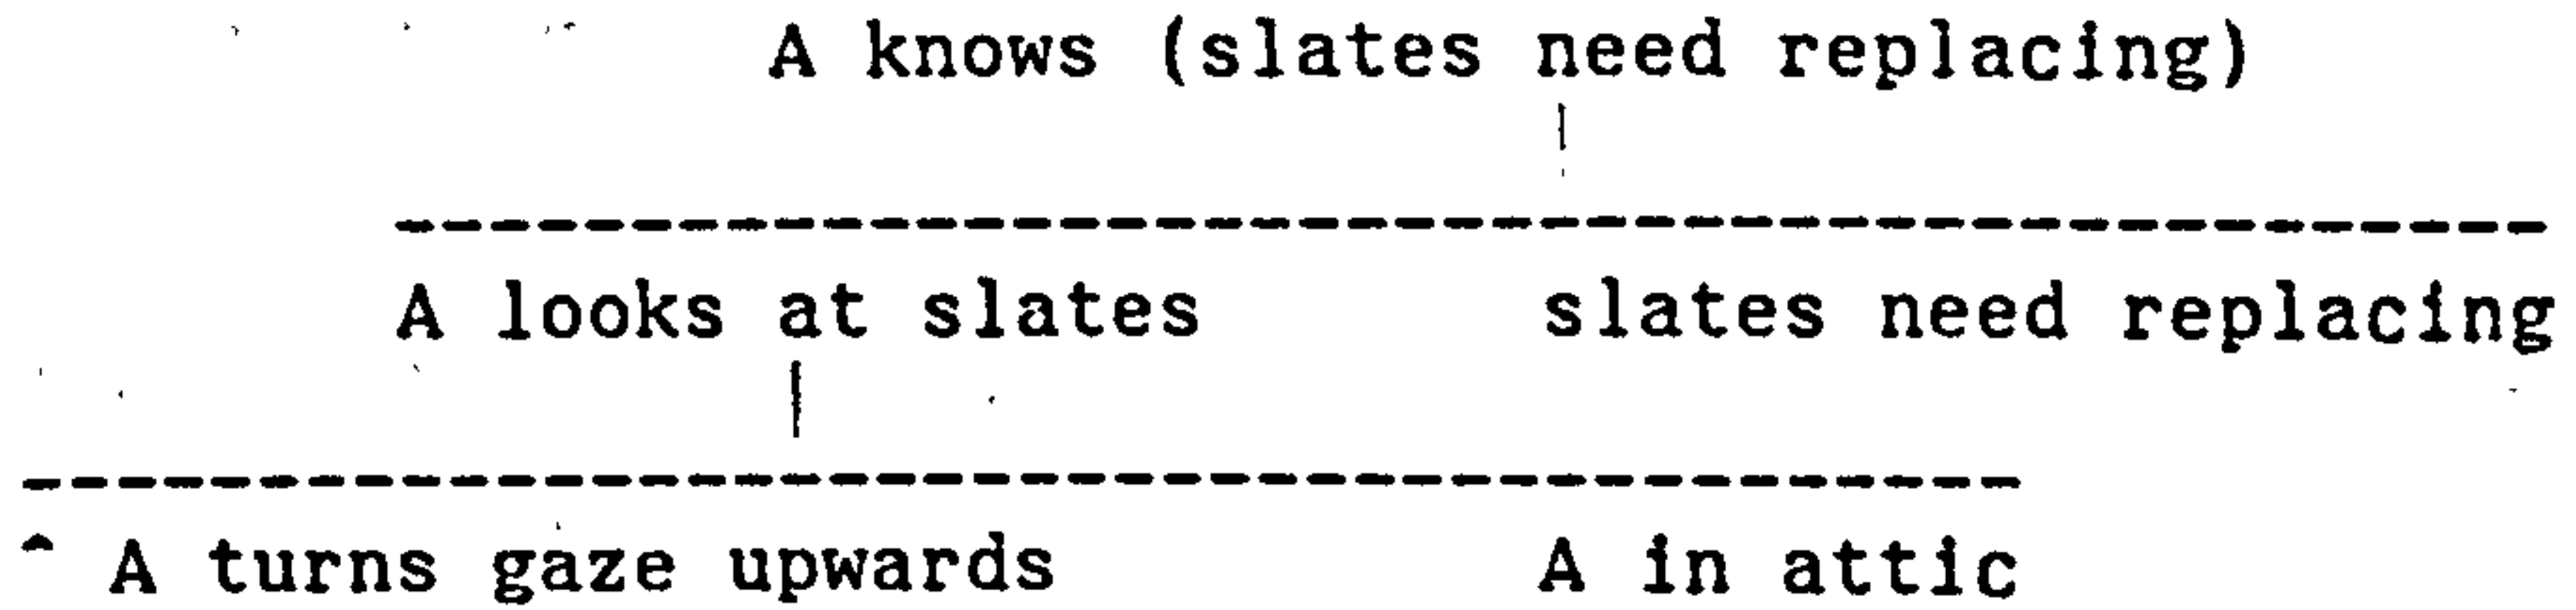 A knows (slates need replacing)
A looks at slates slates need replacing
^ A turns gaze upwards A in attic